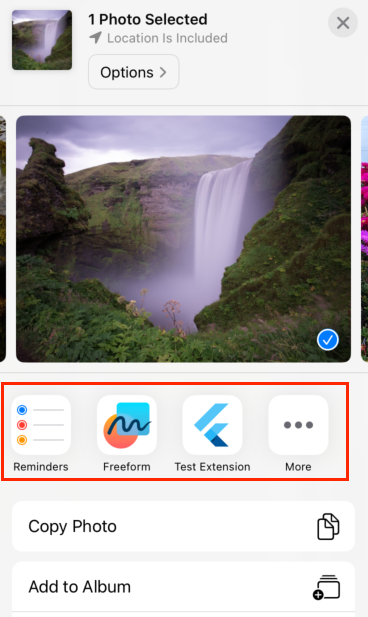 1 Photo Selected
Location Is Included
Options
Reminders
Freeform
Test Extension
More
Copy Photo
Add to Album